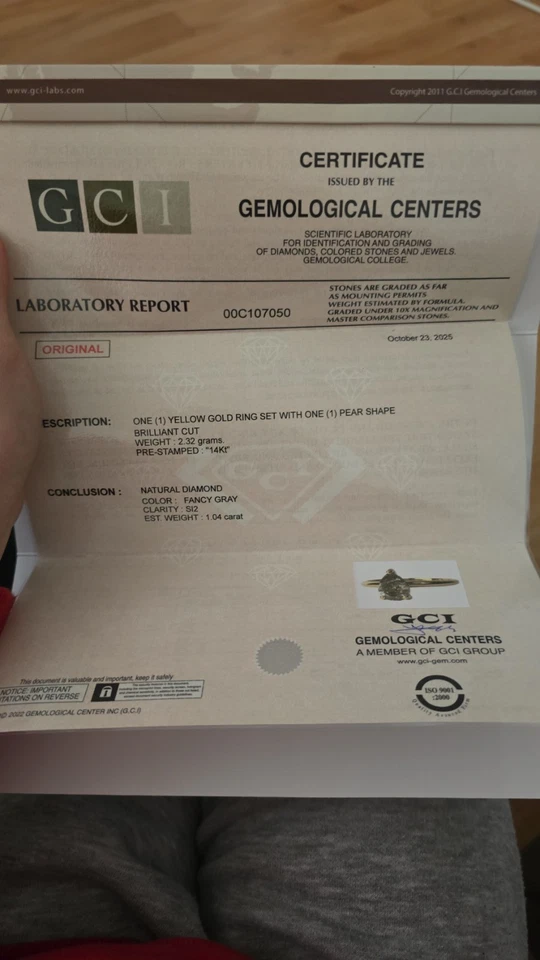 www.gci-labs.com
Copyright 2011 G.C.I Gemological Centers
GCI
CERTIFICATE
ISSUED BY THE
GEMOLOGICAL CENTERS
SCIENTIFIC LABORATORY
FOR IDENTIFICATION AND GRADING
OF DIAMONDS, COLORED STONES AND JEWELS.
GEMOLOGICAL COLLEGE.
LABORATORY REPORT
00C107050
STONES ARE GRADED AS FAR
AS MOUNTING PERMITS
WEIGHT ESTIMATED BY FORMULA.
GRADED UNDER 10X MAGNIFICATION AND
MASTER COMPARISON STONES.
ORIGINAL
October 23, 2025
ESCRIPTION: ONE (1) YELLOW GOLD RING SET WITH ONE (1) PEAR SHAPE
BRILLIANT CUT
WEIGHT : 2.32 grams.
PRE-STAMPED : "14Kt"
GCI
CONCLUSION : NATURAL DIAMOND
COLOR : FANCY GRAY
CLARITY : SI2
EST. WEIGHT : 1.04 carat
GCI
GEMOLOGICAL CENTERS
A MEMBER OF GCI GROUP
www.gci-gem.com
ISO 9001
:2000
This document is valuable and important, keep it safely
NOTICE: IMPORTANT
TATIONS ON REVERSE
2002 GEMOLOGICAL CENTER INC (G.C.I)